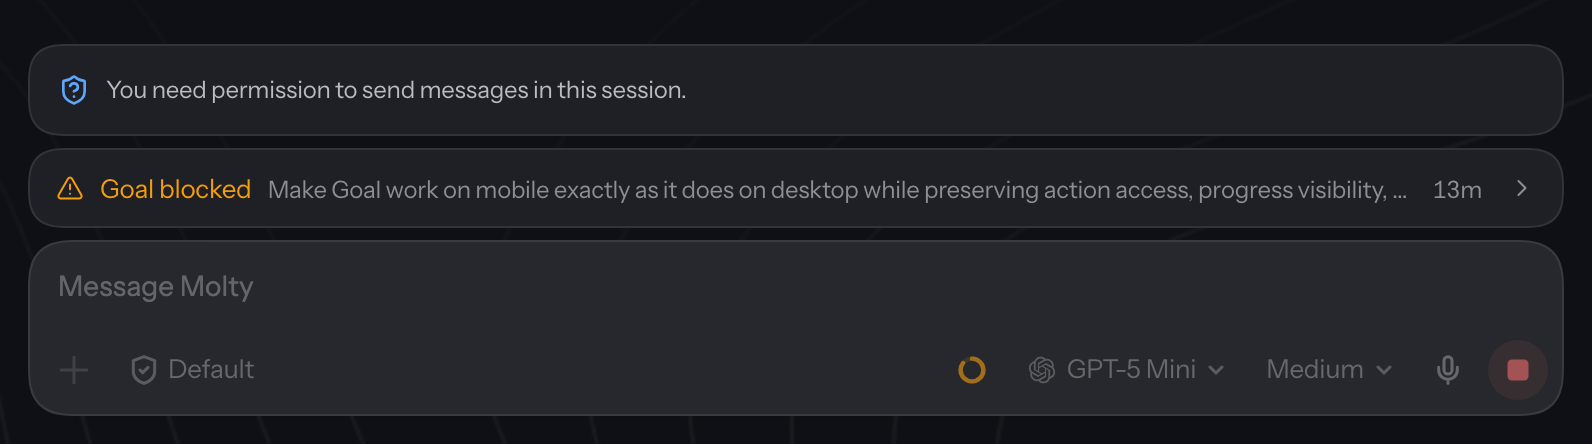 You need permission to send messages in this session.
Goal blocked Make Goal work on mobile exactly as it does on desktop while preserving action access, progress visibility, ... 13m
Message Molty
Default GPT-5 Mini Medium